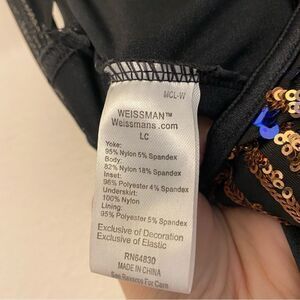 MCL-W
WEISSMAN™
Weissmans.com
LC
Yoke:
95% Nylon 5% Spandex
Body:
82% Nylon 18% Spandex
Inset:
96% Polyester 4% Spandex
Underskirt:
100% Nylon
Lining:
95% Polyester 5% Spandex
Exclusive of Decoration
Exclusive of Elastic
RN64830
MADE IN CHINA
See Reverse For Care